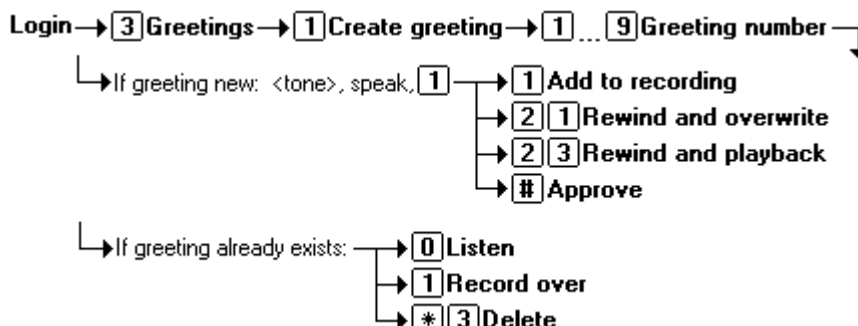 Login 3 Greetings 1 Create greeting 1 ... 9 Greeting number
If greeting new: <tone>, speak, 1 1 Add to recording
2 1 Rewind and overwrite
2 3 Rewind and playback
# Approve
If greeting already exists: 0 Listen
1 Record over
* 3 Delete